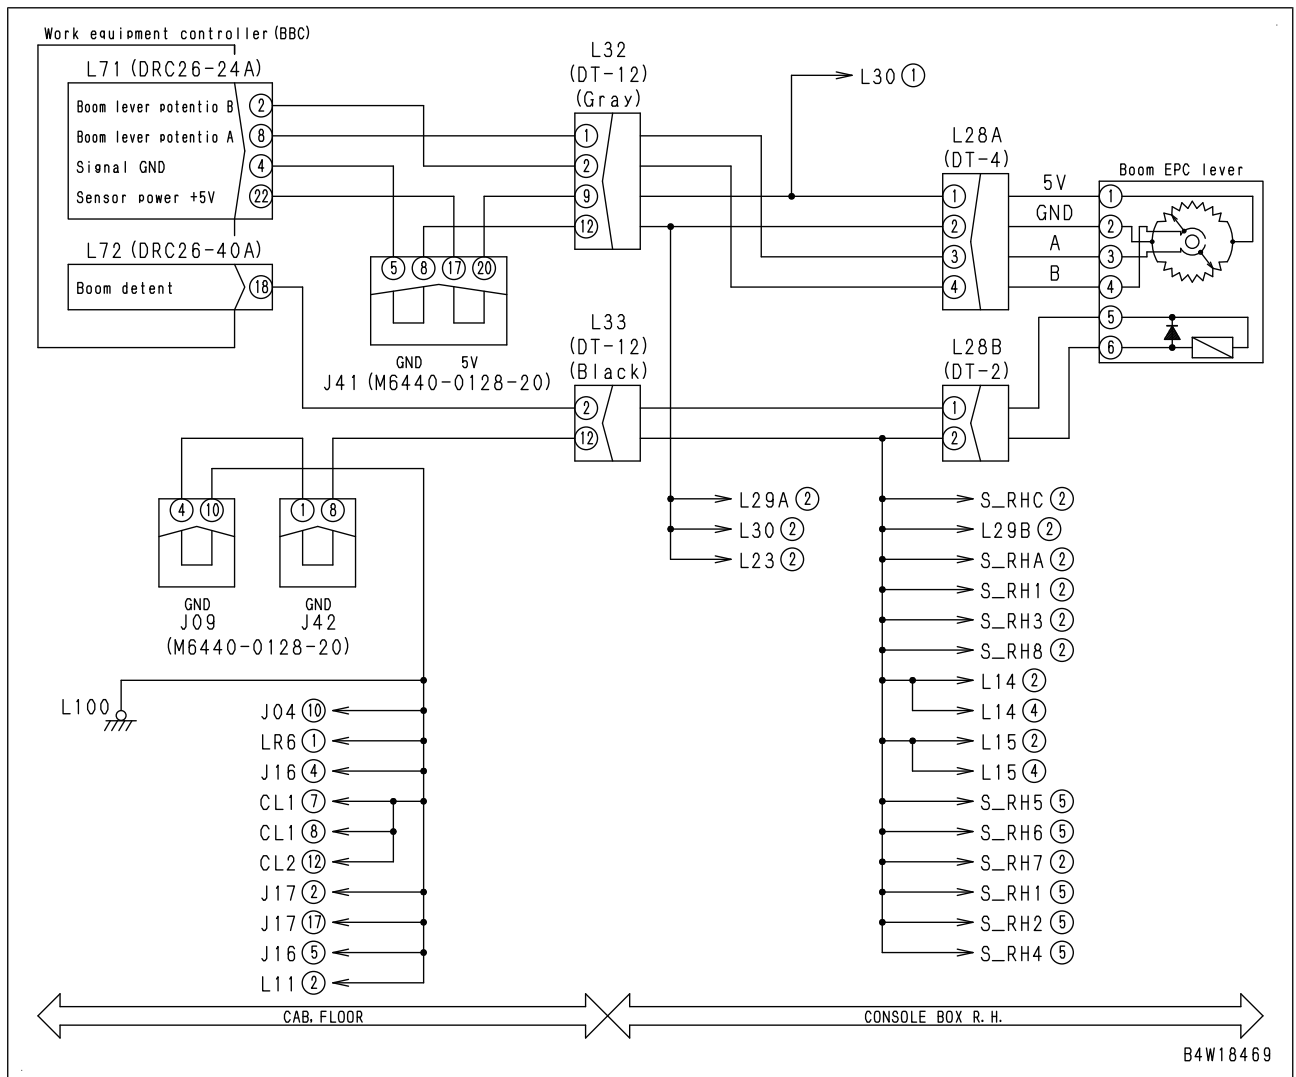 Work equipment controller (BBC)
L71 (DRC26-24A)
Boom lever potentio B 2
Boom lever potentio A 8
Signal GND 4
Sensor power +5V 22
L72 (DRC26-40A)
Boom detent 18
5 8 17 20
GND 5V
J41 (M6440-0128-20)
L32
(DT-12)
(Gray)
1
2
9
12
L33
(DT-12)
(Black)
2
12
L30 1
L28A
(DT-4)
1
2
3
4
5V
GND
A
B
Boom EPC lever
1
2
3
4
5
6
L28B
(DT-2)
1
2
4 10
GND
J09
1 8
GND
J42
(M6440-0128-20)
L100
J04 10
LR6 1
J16 4
CL1 7
CL1 8
CL2 12
J17 2
J17 17
J16 5
L11 2
L29A 2
L30 2
L23 2
S_RHC 2
L29B 2
S_RHA 2
S_RH1 2
S_RH3 2
S_RH8 2
L14 2
L14 4
L15 2
L15 4
S_RH5 5
S_RH6 5
S_RH7 2
S_RH1 5
S_RH2 5
S_RH4 5
CAB. FLOOR
CONSOLE BOX R. H.
B4W18469